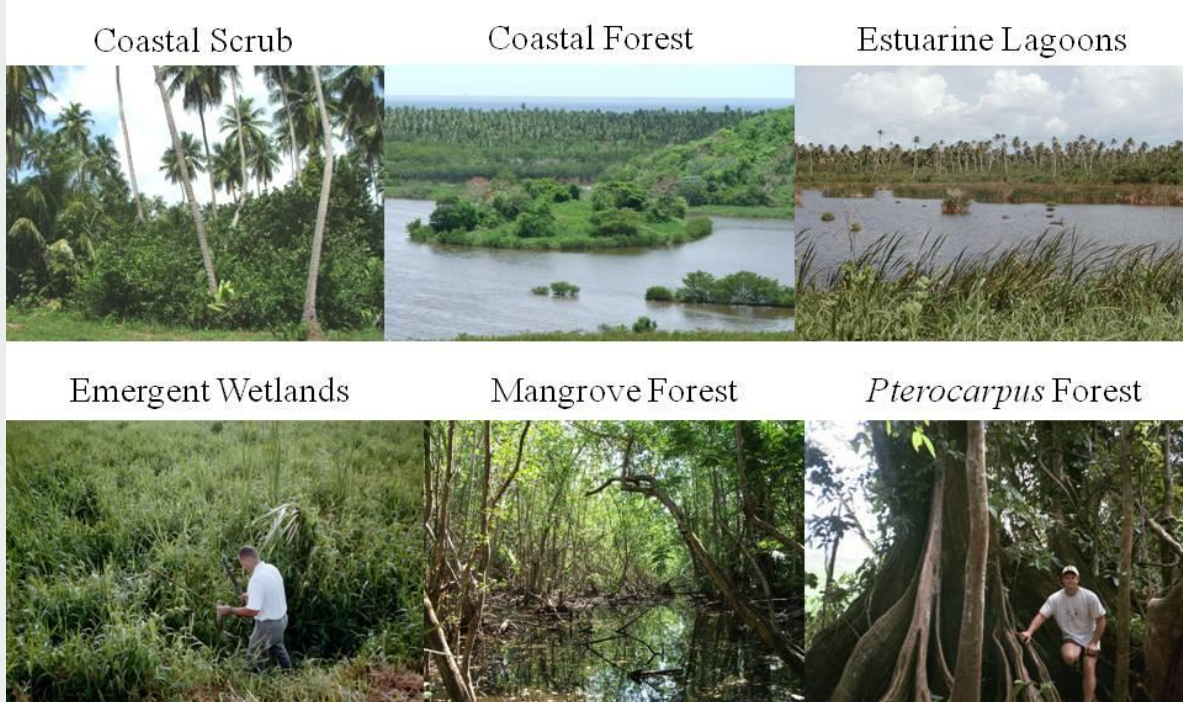 Coastal Scrub
Coastal Forest
Estuarine Lagoons
Emergent Wetlands
Mangrove Forest
Pterocarpus Forest